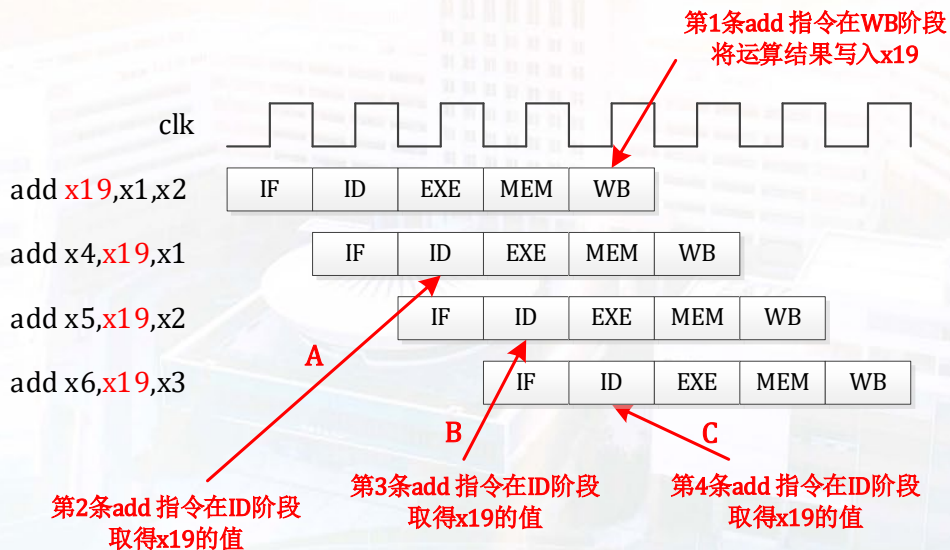 第1条add 指令在WB阶段
将运算结果写入x19
clk
add x19,x1,x2 IF ID EXE MEM WB
add x4,x19,x1 IF ID EXE MEM WB
add x5,x19,x2 IF ID EXE MEM WB
A
add x6,x19,x3 IF ID EXE MEM WB
B
C
第2条add 指令在ID阶段
取得x19的值
第3条add 指令在ID阶段
取得x19的值
第4条add 指令在ID阶段
取得x19的值